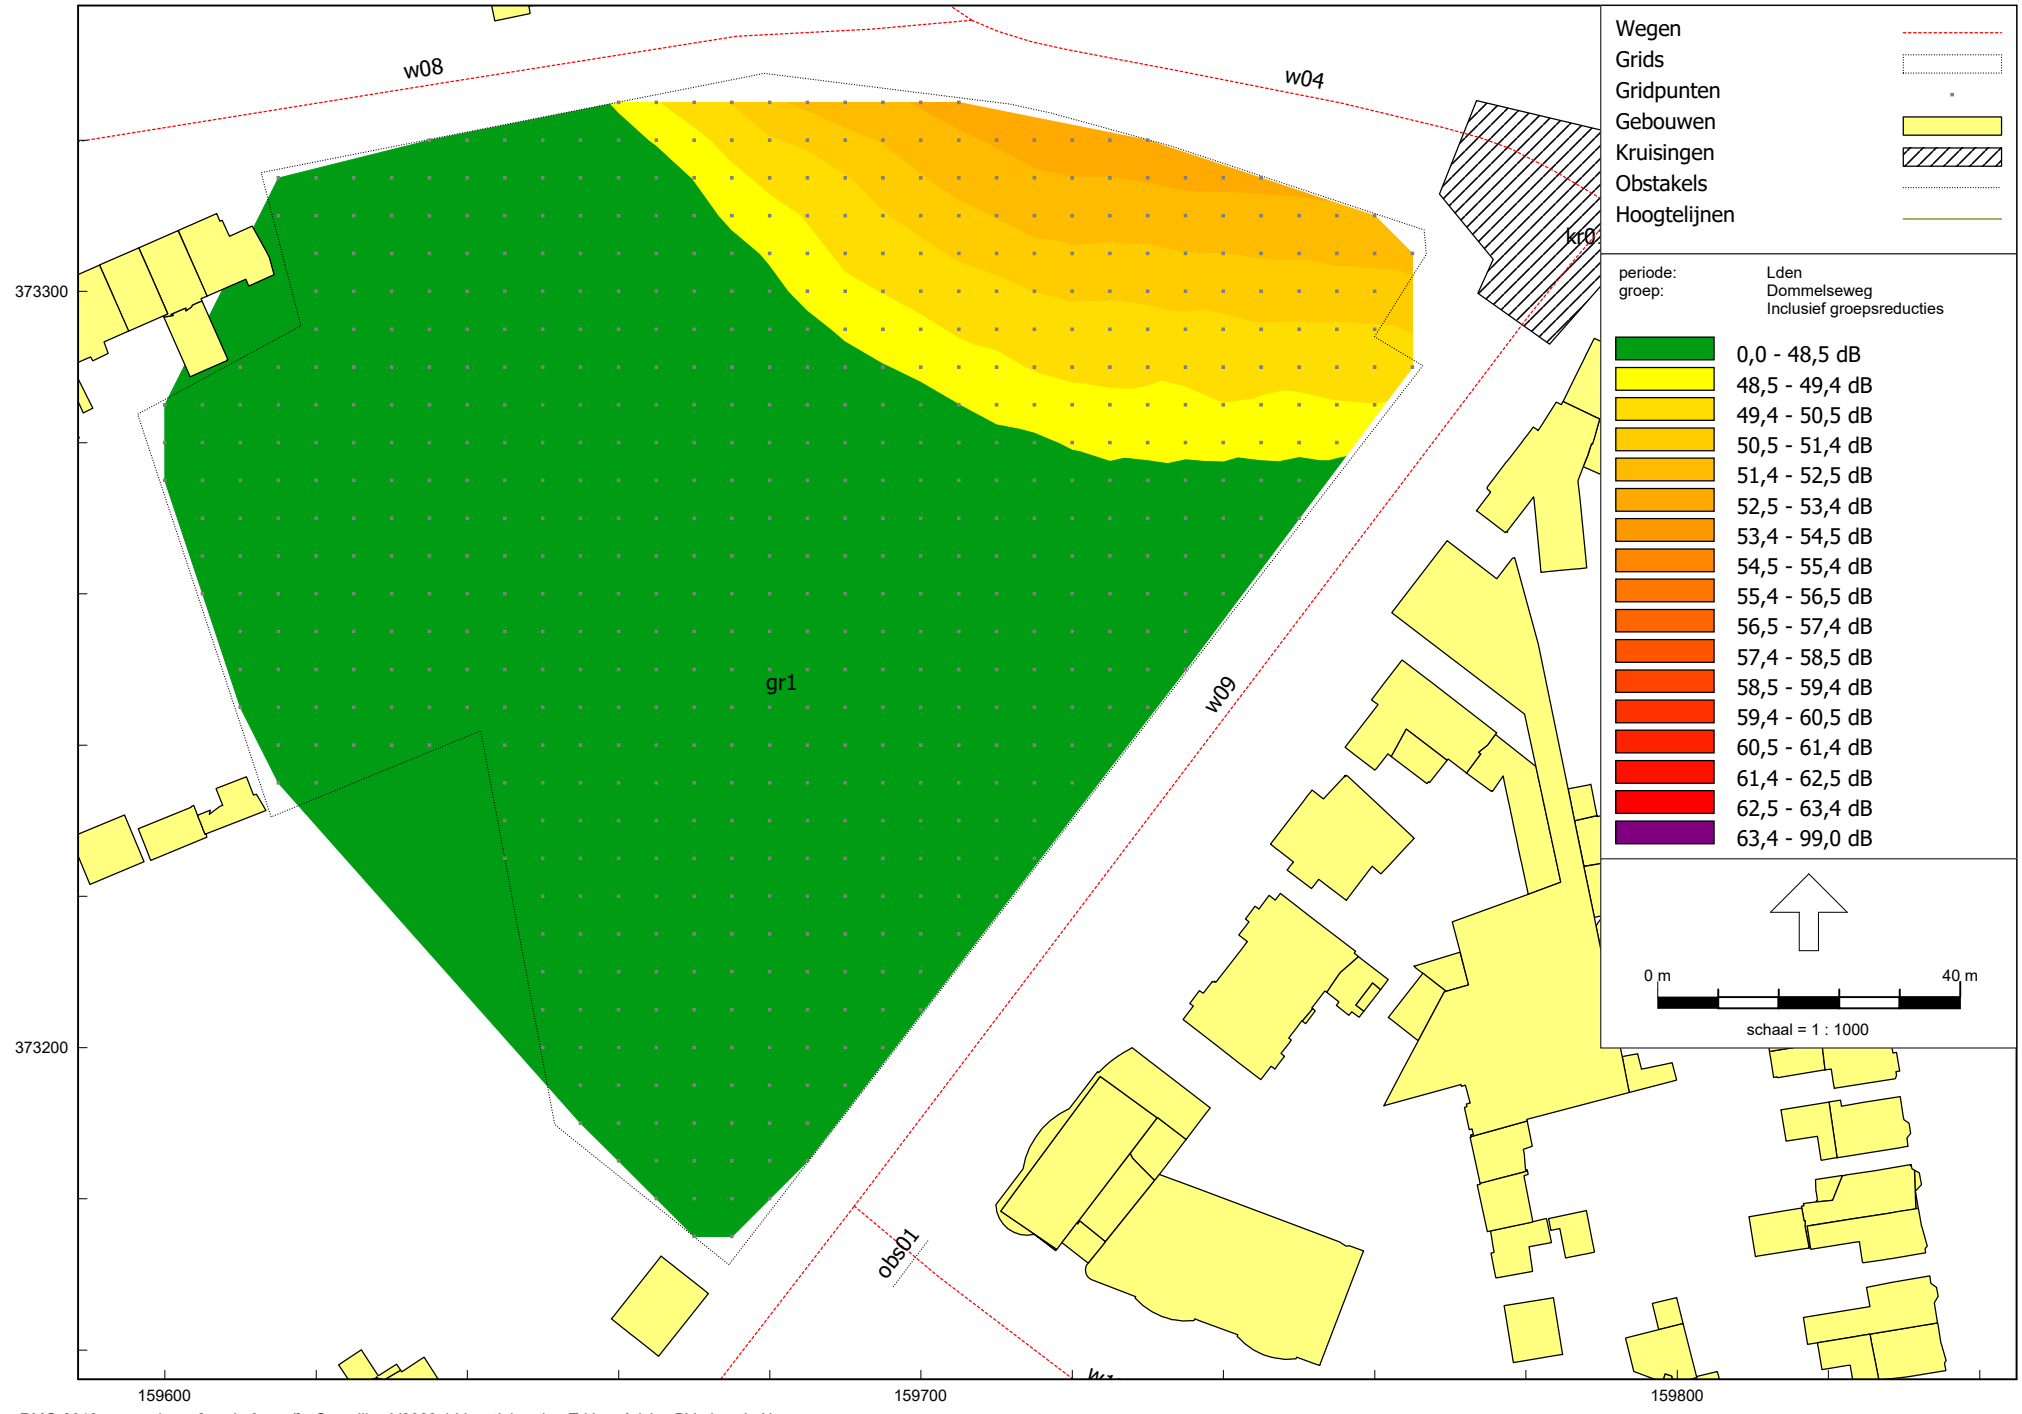 w08
w04
Wegen
Grids
Gridpunten
Gebouwen
Kruisingen
Obstakels
Hoogtelijnen
periode: Lden
groep: Dommelseweg
Inclusief groepsreducties
0,0 - 48,5 dB
48,5 - 49,4 dB
49,4 - 50,5 dB
50,5 - 51,4 dB
51,4 - 52,5 dB
52,5 - 53,4 dB
53,4 - 54,5 dB
54,5 - 55,4 dB
55,4 - 56,5 dB
56,5 - 57,4 dB
57,4 - 58,5 dB
58,5 - 59,4 dB
59,4 - 60,5 dB
60,5 - 61,4 dB
61,4 - 62,5 dB
62,5 - 63,4 dB
63,4 - 99,0 dB
0 m 40 m
schaal = 1 : 1000
373300
gr1
w09
373200
obs01
159600 159700 159800